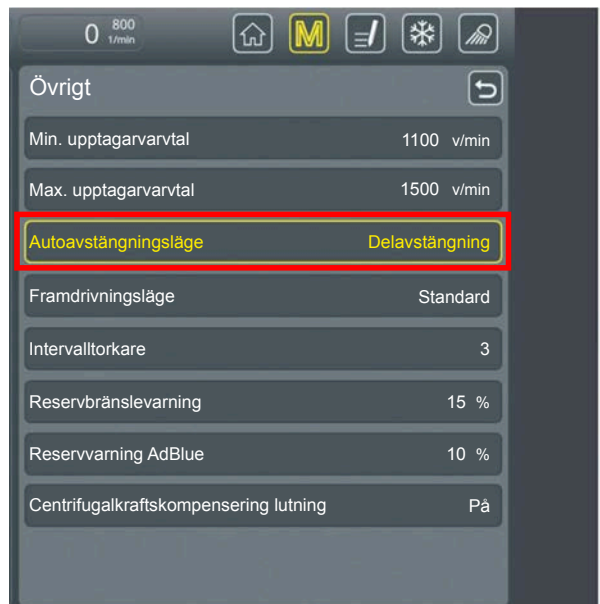 0 800 1/min M
Övrigt
Min. upptagarvarvtal 1100 v/min
Max. upptagarvarvtal 1500 v/min
Autoavstängningsläge Delavstängning
Framdrivningsläge Standard
Intervalltorkare 3
Reservbränslevarning 15 %
Reservvarning AdBlue 10 %
Centrifugalkraftskompensering lutning På